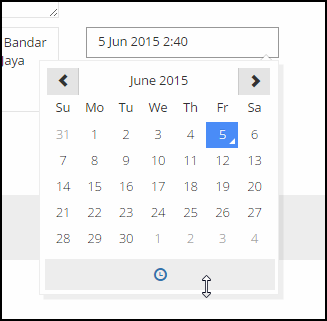 Bandar
Jaya
5 Jun 2015 2:40
June 2015
Su Mo Tu We Th Fr Sa
31 1 2 3 4 5 6
7 8 9 10 11 12 13
14 15 16 17 18 19 20
21 22 23 24 25 26 27
28 29 30 1 2 3 4